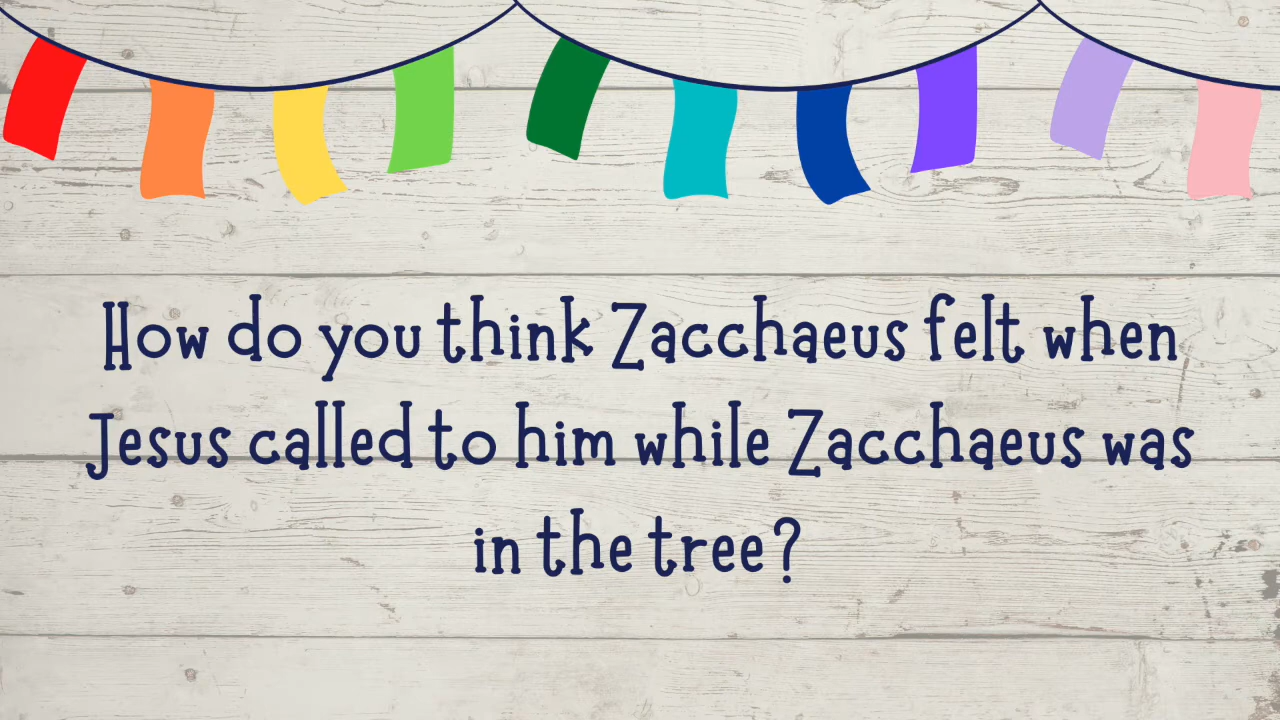 How do you think Zacchaeus felt when
Jesus called to him while Zacchaeus was
in the tree?